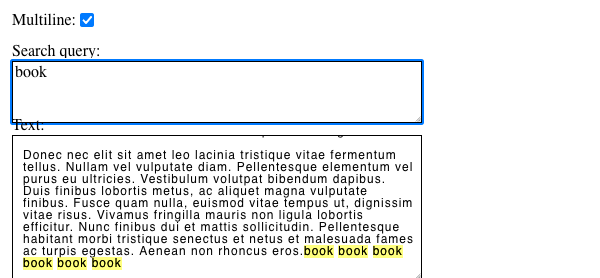 Multiline:
Search query:
book
Text:
Donec nec elit sit amet leo lacinia tristique vitae fermentum
tellus. Nullam vel vulputate diam. Pellentesque elementum vel
purus eu ultricies. Vestibulum volutpat bibendum dapibus.
Duis finibus lobortis metus, ac aliquet magna vulputate
finibus. Fusce quam nulla, euismod vitae tempus ut, dignissim
vitae risus. Vivamus fringilla mauris non ligula lobortis
efficitur. Nunc finibus dui et mattis sollicitudin. Pellentesque
habitant morbi tristique senectus et netus et malesuada fames
ac turpis egestas. Aenean non rhoncus eros.book book book
book book book